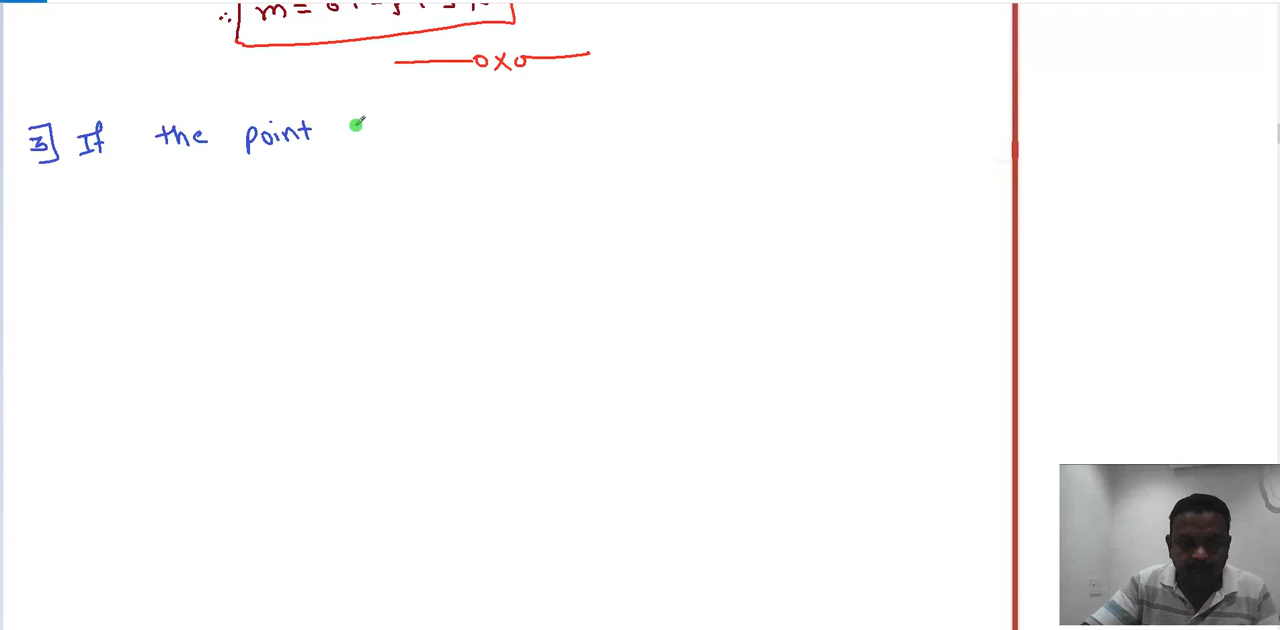 ∴ m =
—o×o—
3] If the point